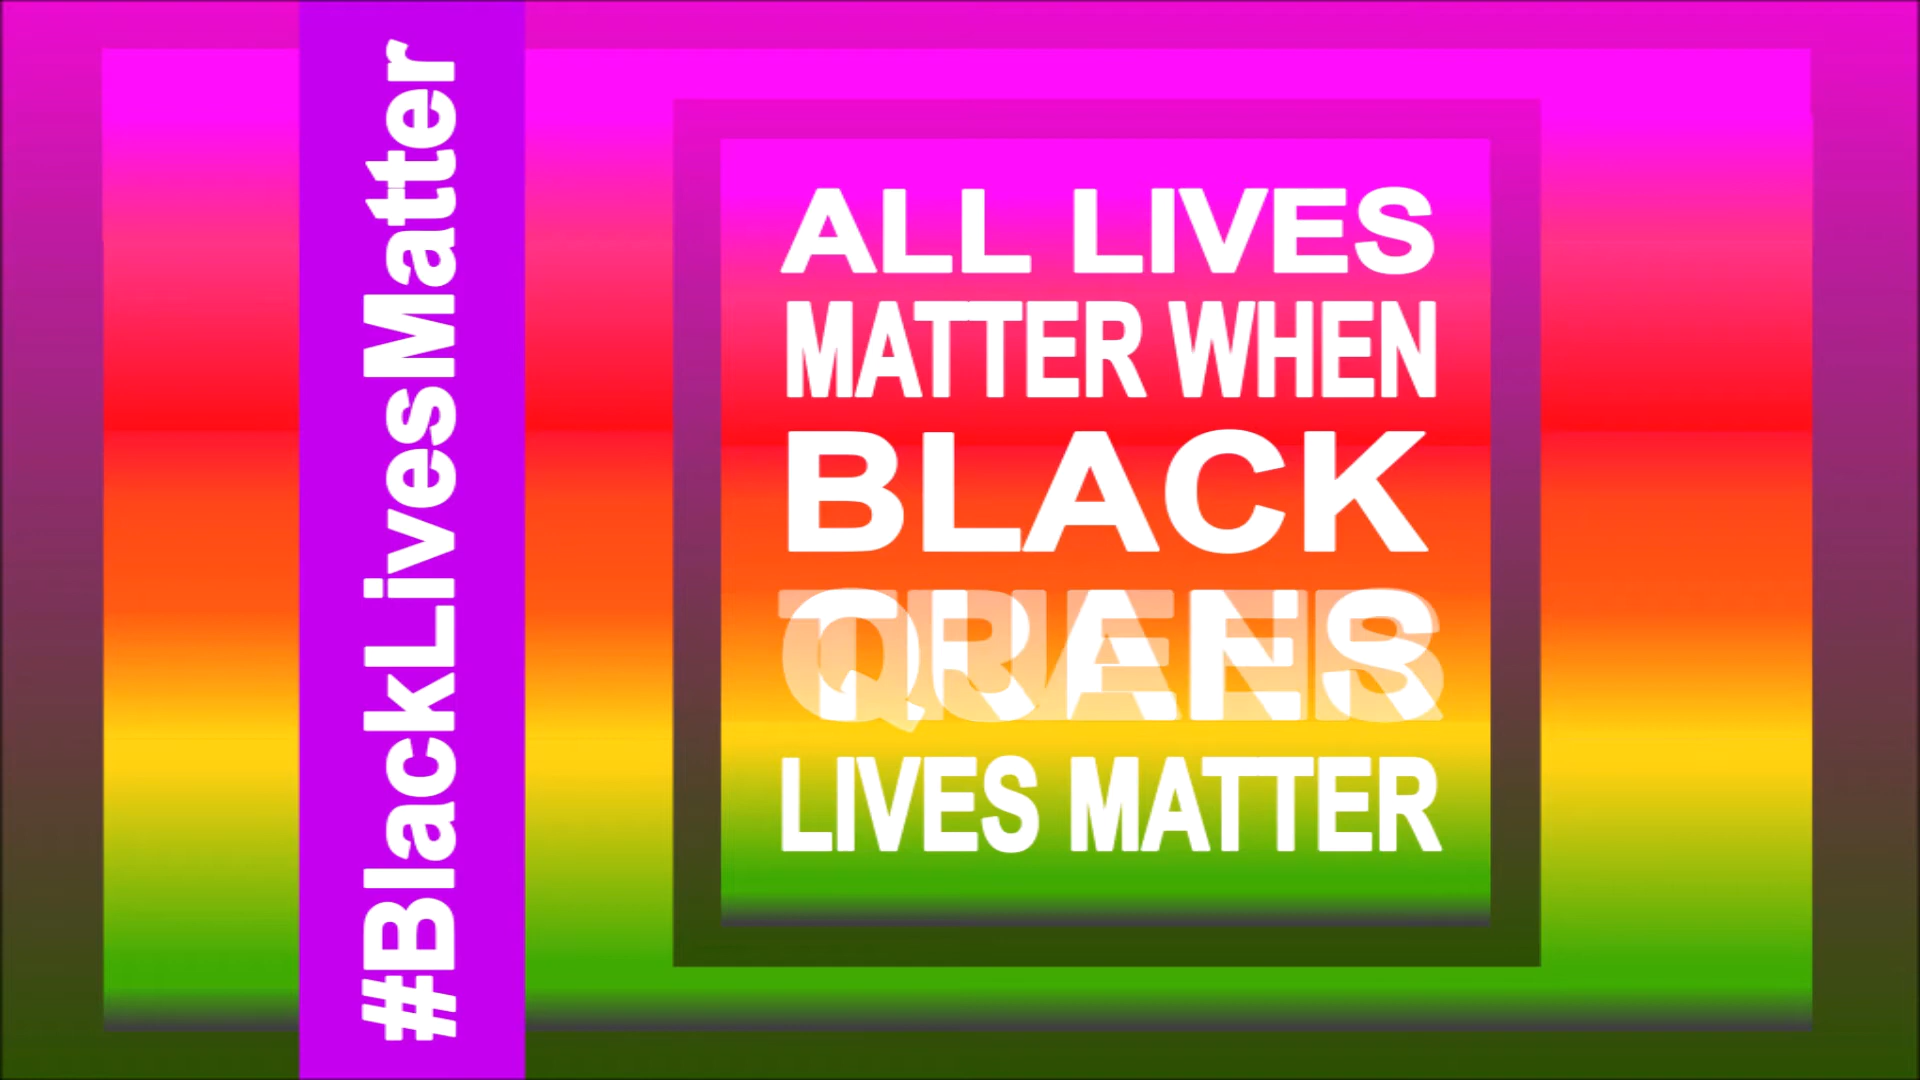 #BlackLivesMatter
ALL LIVES
MATTER WHEN
BLACK
LIVES MATTER